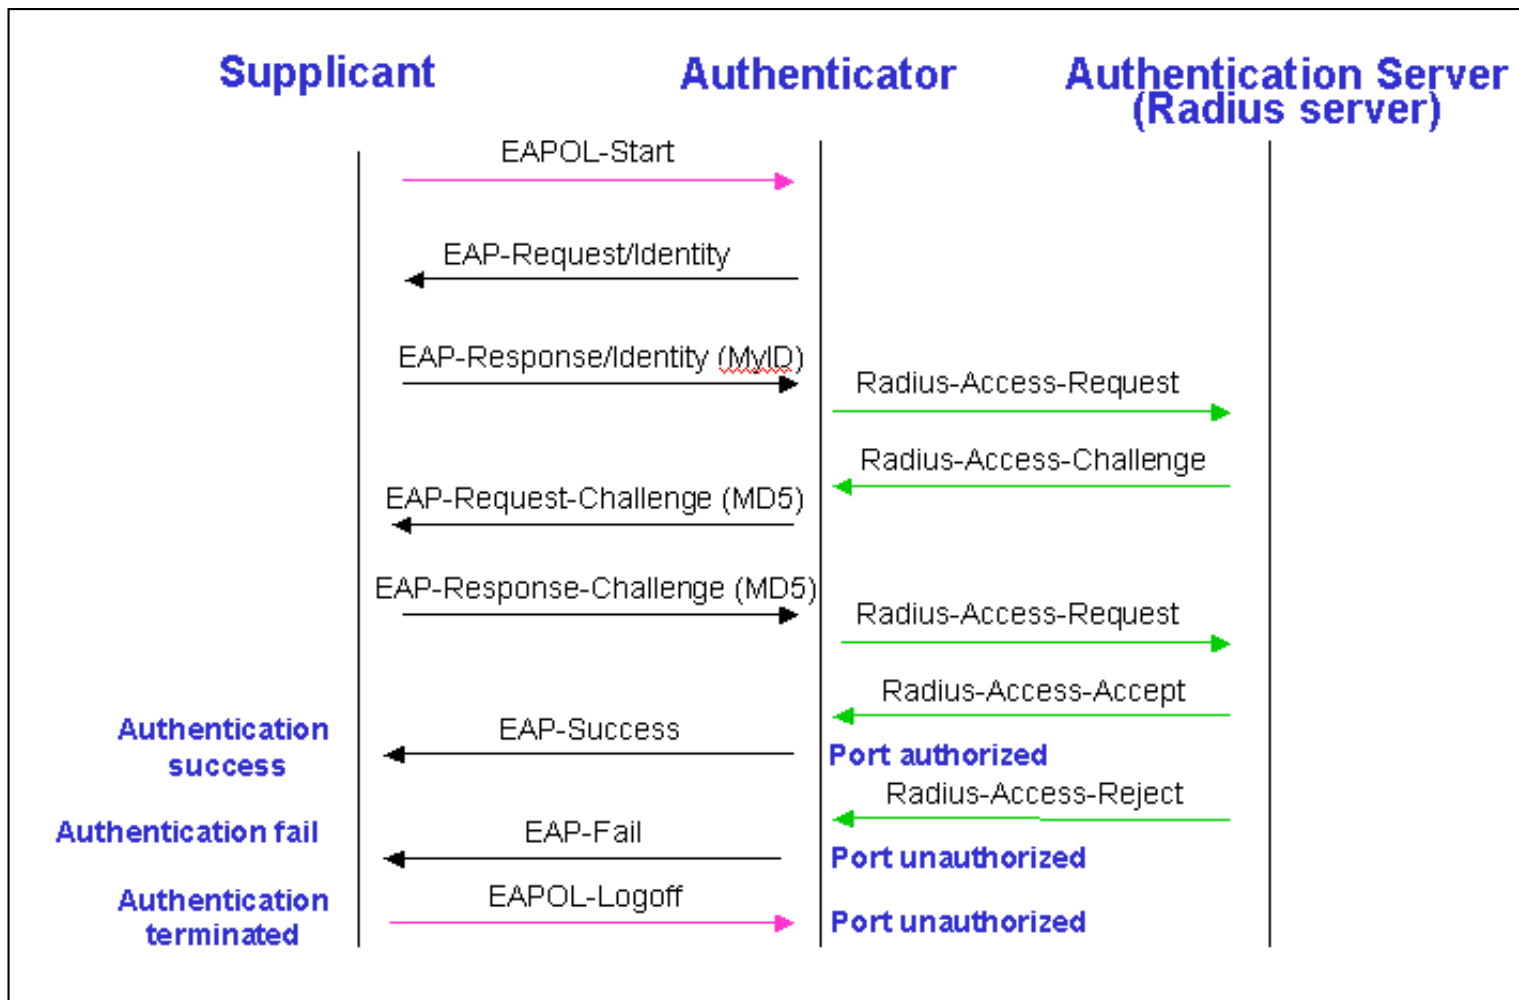 Supplicant
Authenticator
Authentication Server
(Radius server)
EAPOL-Start
EAP-Request/Identity
EAP-Response/Identity (MyID)
Radius-Access-Request
Radius-Access-Challenge
EAP-Request-Challenge (MD5)
EAP-Response-Challenge (MD5)
Radius-Access-Request
Radius-Access-Accept
Authentication
success
EAP-Success
Port authorized
Radius-Access-Reject
Authentication fail
EAP-Fail
Port unauthorized
Authentication
terminated
EAPOL-Logoff
Port unauthorized